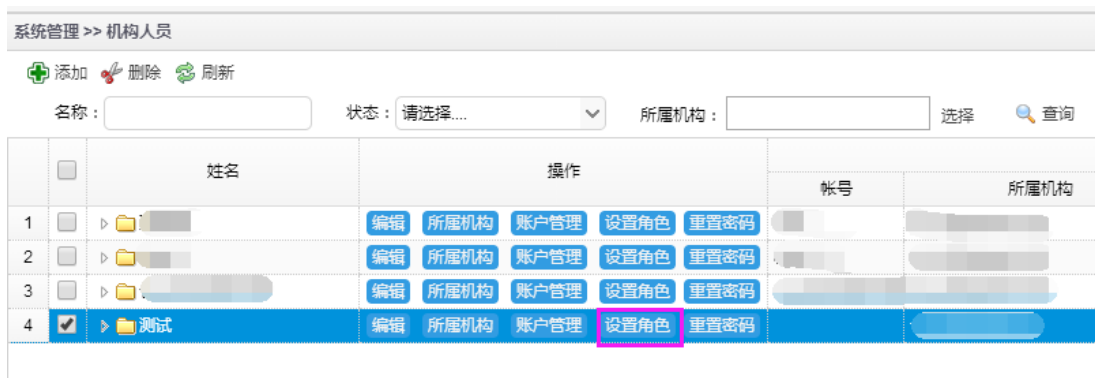 系统管理 >> 机构人员
添加 删除 刷新
名称： 状态： 请选择.... 所属机构： 选择 查询
姓名 操作
帐号 所属机构
1 编辑 所属机构 账户管理 设置角色 重置密码
2 编辑 所属机构 账户管理 设置角色 重置密码
3 编辑 所属机构 账户管理 设置角色 重置密码
4 测试 编辑 所属机构 账户管理 设置角色 重置密码